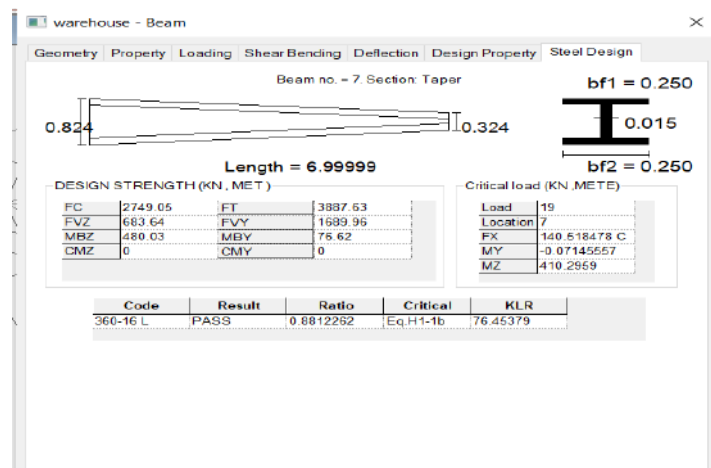 warehouse - Beam
Geometry Property Loading Shear Bending Deflection Design Property Steel Design
Beam no. = 7. Section: Taper
bf1 = 0.250
0.824
0.324
0.015
Length = 6.99999
bf2 = 0.250
DESIGN STRENGTH (KN , MET )
FC 2749.05 FT 3887.63
FVZ 683.64 FVY 1689.96
MBZ 480.03 MBY 76.62
CMZ 0 CMY 0
Critical load (KN ,METE)
Load 19
Location 7
FX 140.518478 C
MY -0.07145557
MZ 410.2959
Code Result Ratio Critical KLR
360-16 L PASS 0.8812262 Eq.H1-1b 76.45379